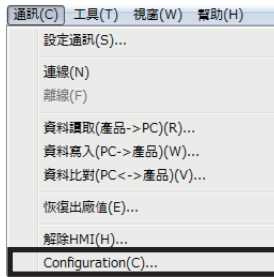 通訊(C) 工具(T) 視窗(W) 幫助(H)
設定通訊(S)...
連線(N)
離線(F)
資料讀取(產品->PC)(R)...
資料寫入(PC->產品)(W)...
資料比對(PC<->產品)(V)...
恢復出廠值(E)...
解除HMI(H)...
Configuration(C)...